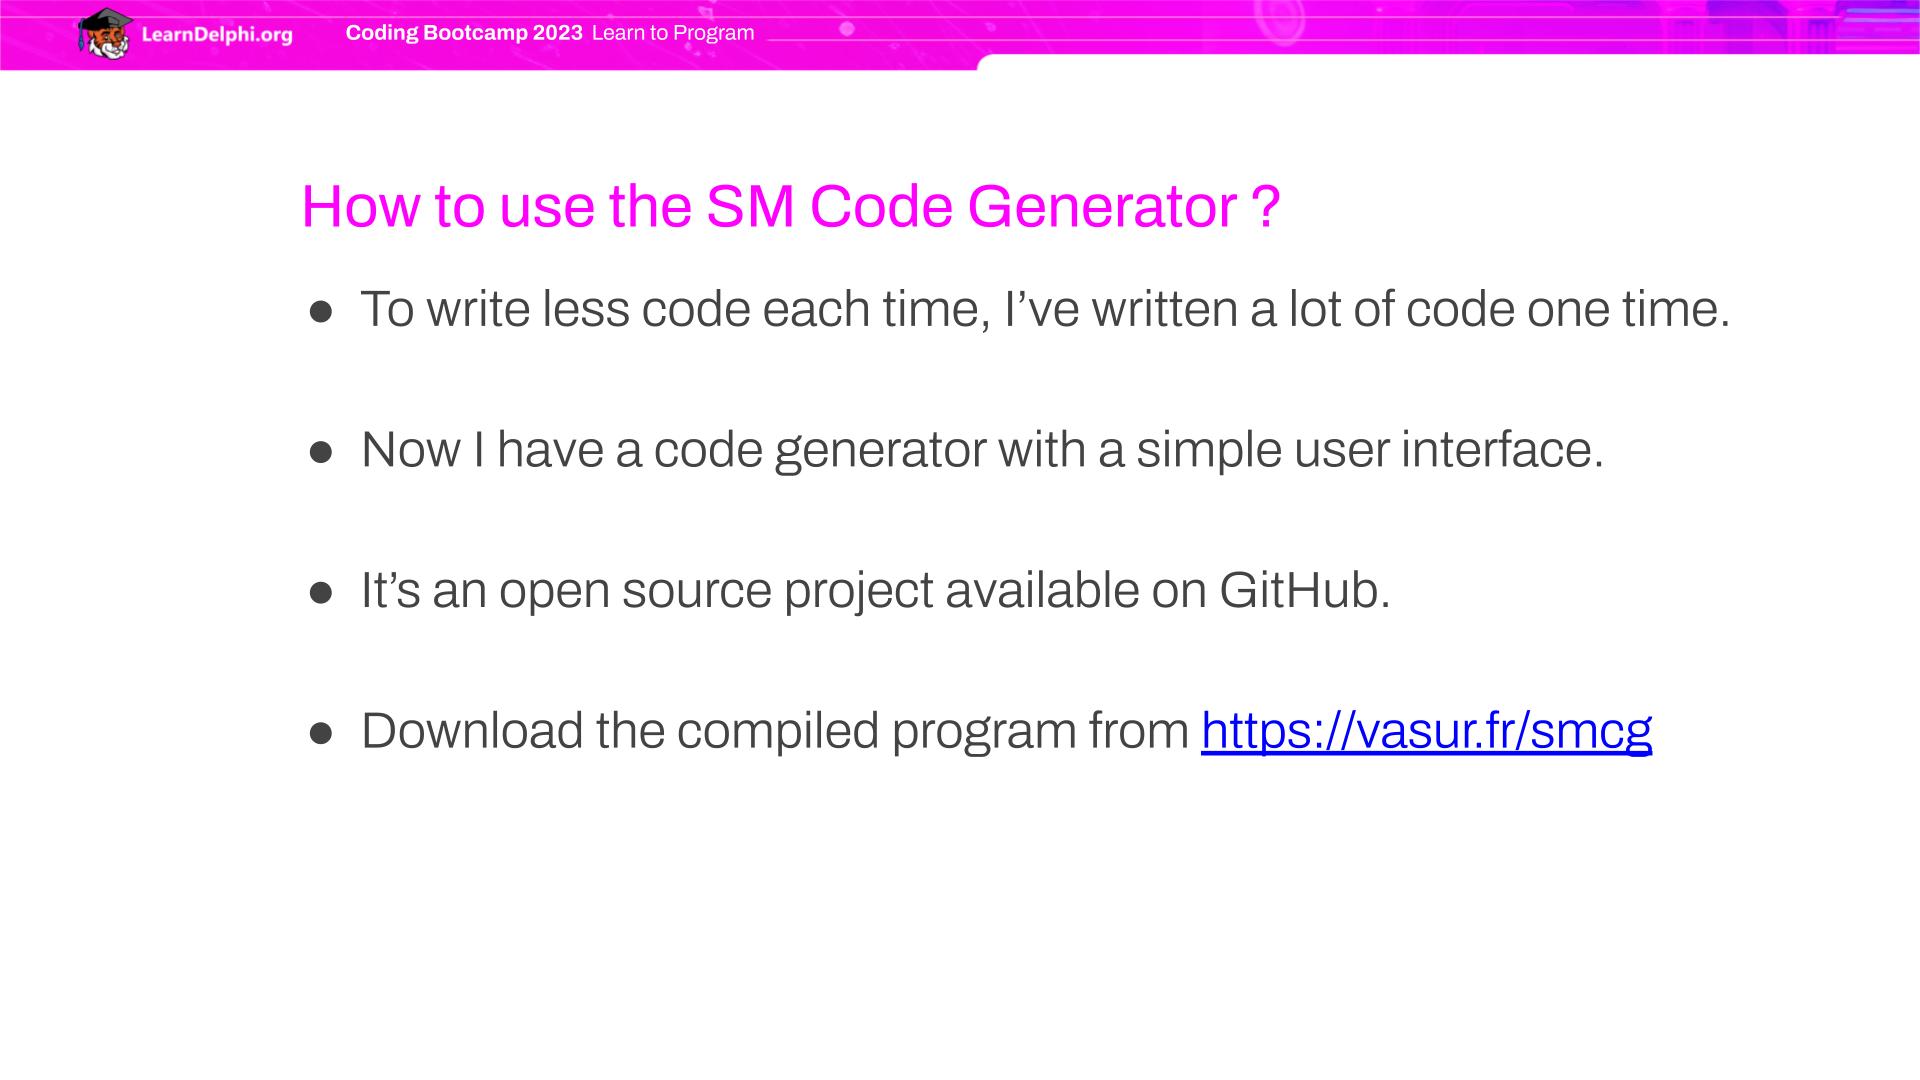 LearnDelphi.org
Coding Bootcamp 2023 Learn to Program
How to use the SM Code Generator ?
● To write less code each time, I’ve written a lot of code one time.
● Now I have a code generator with a simple user interface.
● It’s an open source project available on GitHub.
● Download the compiled program from https://vasur.fr/smcg